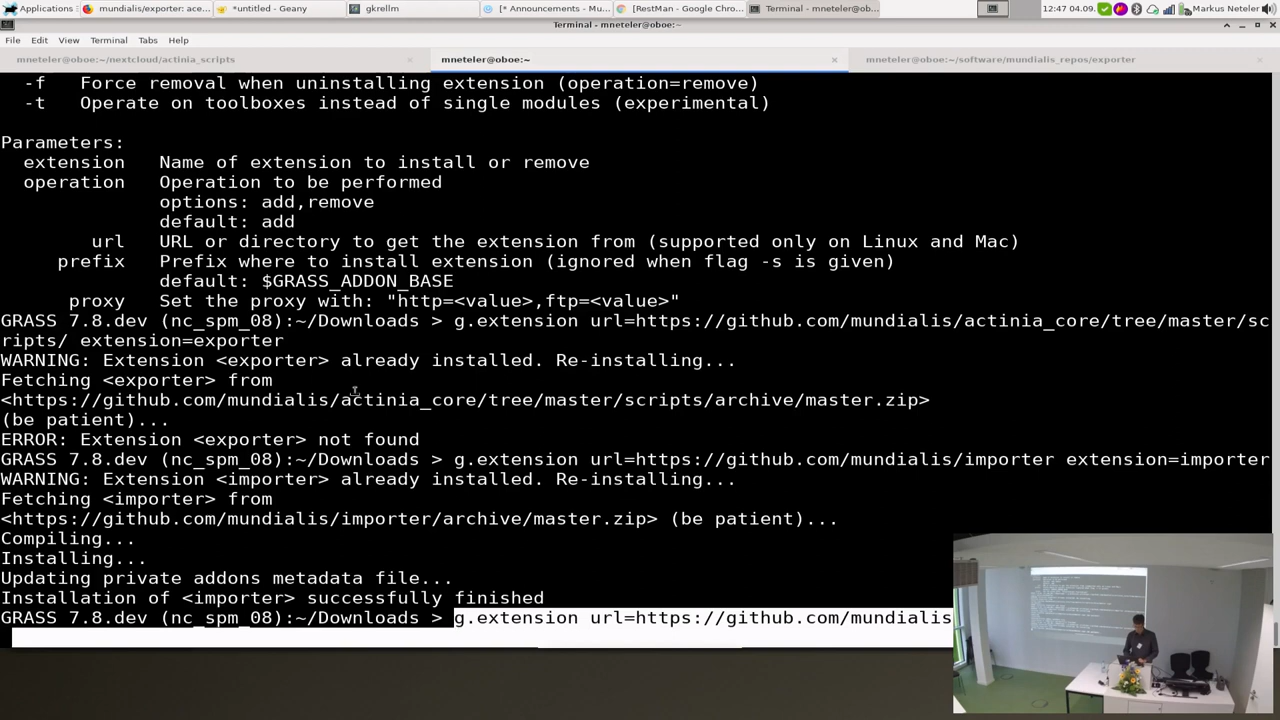 Applications
mundialis/exporter: ace...
*untitled - Geany
gkrellm
[* Announcements - Mu...
[RestMan - Google Chro...
Terminal - mneteler@ob...
12:47 04.09.
Markus Neteler
Terminal - mneteler@oboe:~
File Edit View Terminal Tabs Help
mneteler@oboe:~/nextcloud/actinia_scripts
mneteler@oboe:~
mneteler@oboe:~/software/mundialis_repos/exporter
-f Force removal when uninstalling extension (operation=remove)
-t Operate on toolboxes instead of single modules (experimental)
Parameters:
extension Name of extension to install or remove
operation Operation to be performed
options: add,remove
default: add
url URL or directory to get the extension from (supported only on Linux and Mac)
prefix Prefix where to install extension (ignored when flag -s is given)
default: $GRASS_ADDON_BASE
proxy Set the proxy with: "http=<value>,ftp=<value>"
GRASS 7.8.dev (nc_spm_08):~/Downloads > g.extension url=https://github.com/mundialis/actinia_core/tree/master/sc
ripts/ extension=exporter
WARNING: Extension <exporter> already installed. Re-installing...
Fetching <exporter> from
<https://github.com/mundialis/actinia_core/tree/master/scripts/archive/master.zip>
(be patient)...
ERROR: Extension <exporter> not found
GRASS 7.8.dev (nc_spm_08):~/Downloads > g.extension url=https://github.com/mundialis/importer extension=importer
WARNING: Extension <importer> already installed. Re-installing...
Fetching <importer> from
<https://github.com/mundialis/importer/archive/master.zip> (be patient)...
Compiling...
Installing...
Updating private addons metadata file...
Installation of <importer> successfully finished
GRASS 7.8.dev (nc_spm_08):~/Downloads > g.extension url=https://github.com/mundialis